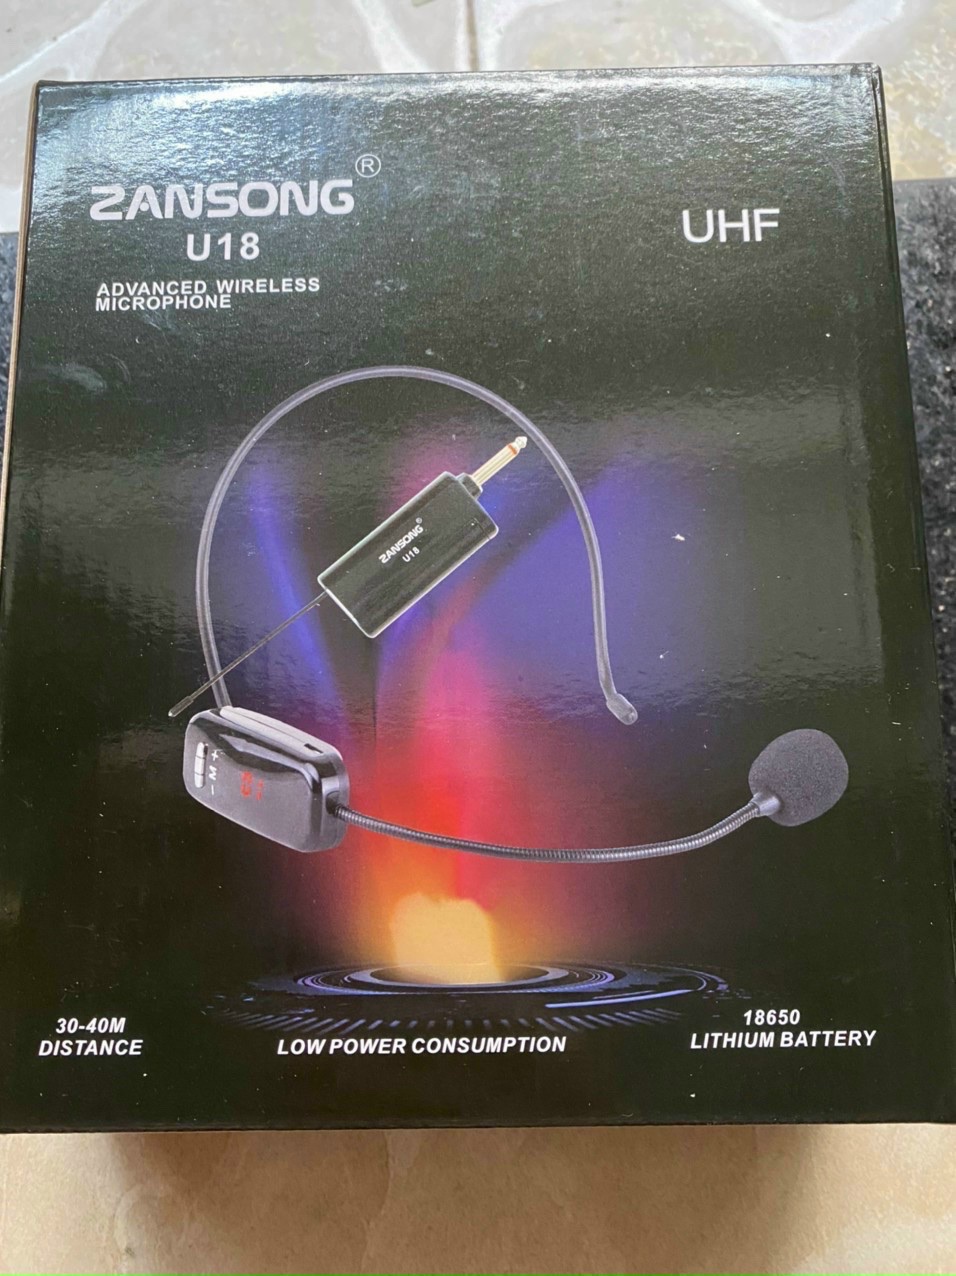 ZANSONG®
U18
ADVANCED WIRELESS
MICROPHONE
UHF
ZANSONG®
U18
+
M
-
30-40M
DISTANCE
LOW POWER CONSUMPTION
18650
LITHIUM BATTERY